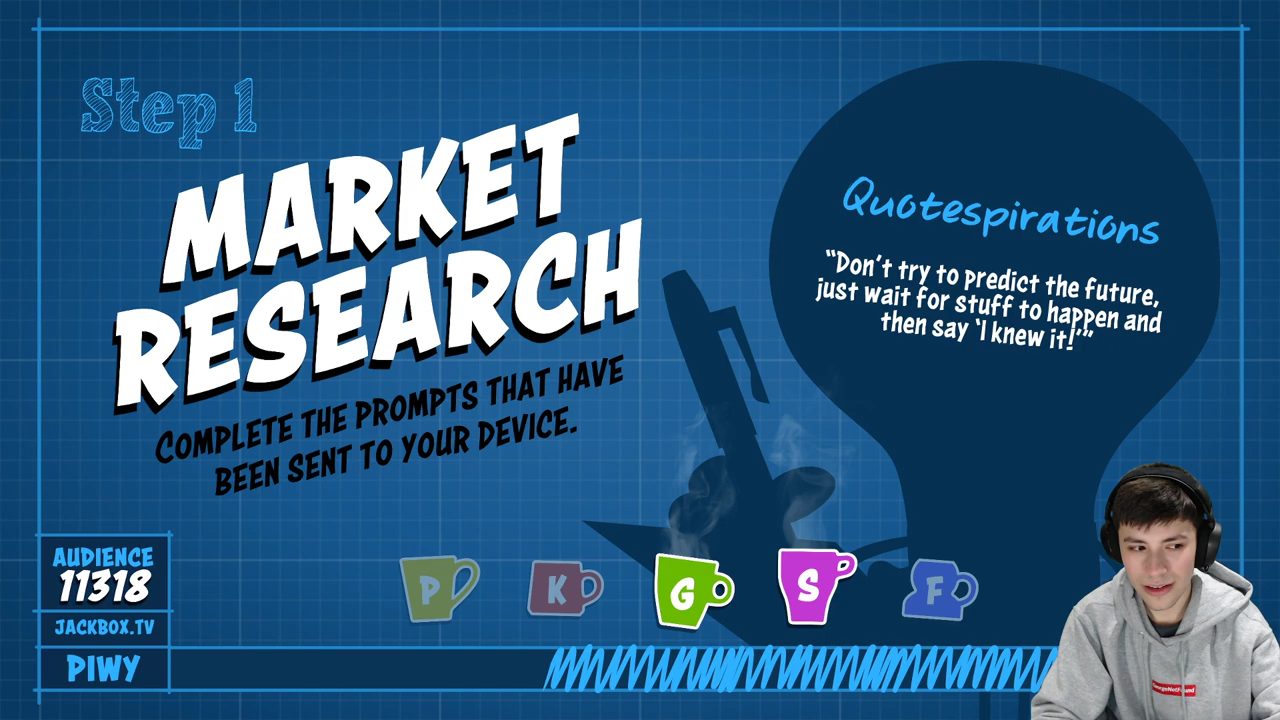 Step 1
MARKET
RESEARCH
COMPLETE THE PROMPTS THAT HAVE
BEEN SENT TO YOUR DEVICE.
Quotespirations
“Don’t try to predict the future,
just wait for stuff to happen and
then say ‘I knew it!’”
P
K
G
S
F
AUDIENCE
11318
JACKBOX.TV
PIWY
GeorgeNotFound